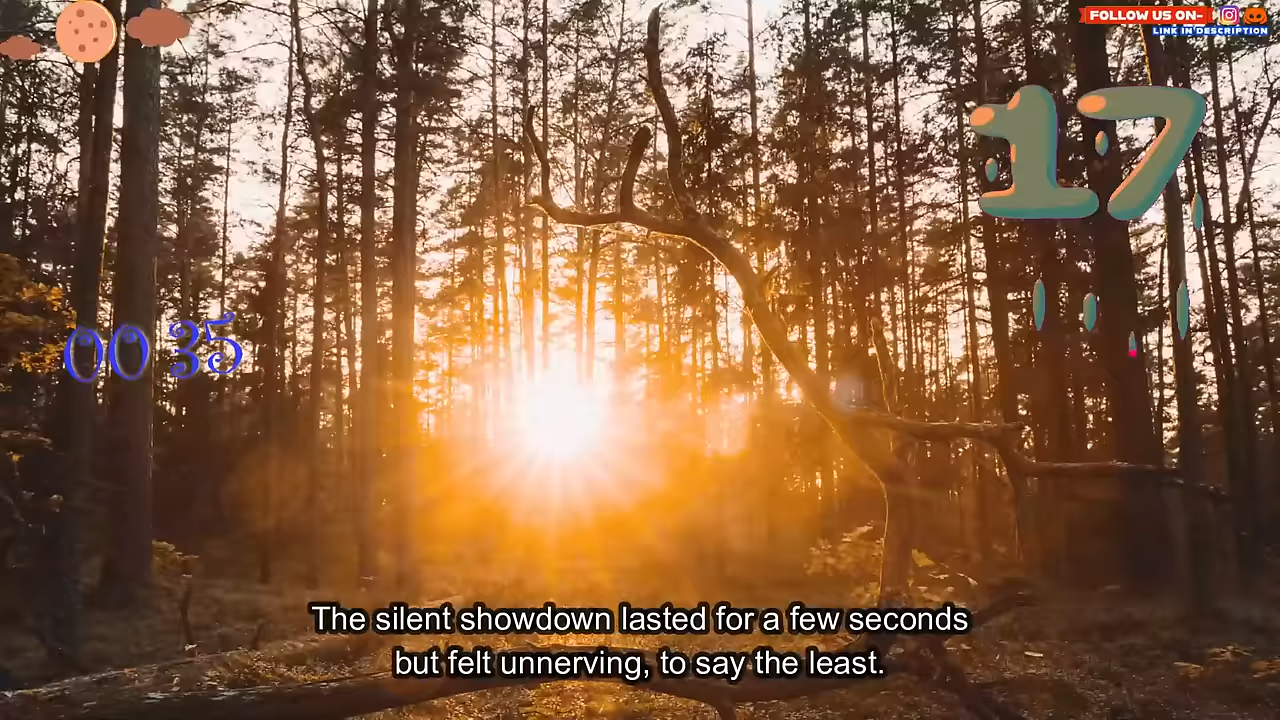 FOLLOW US ON-
LINK IN DESCRIPTION
17
00 35
The silent showdown lasted for a few seconds
but felt unnerving, to say the least.